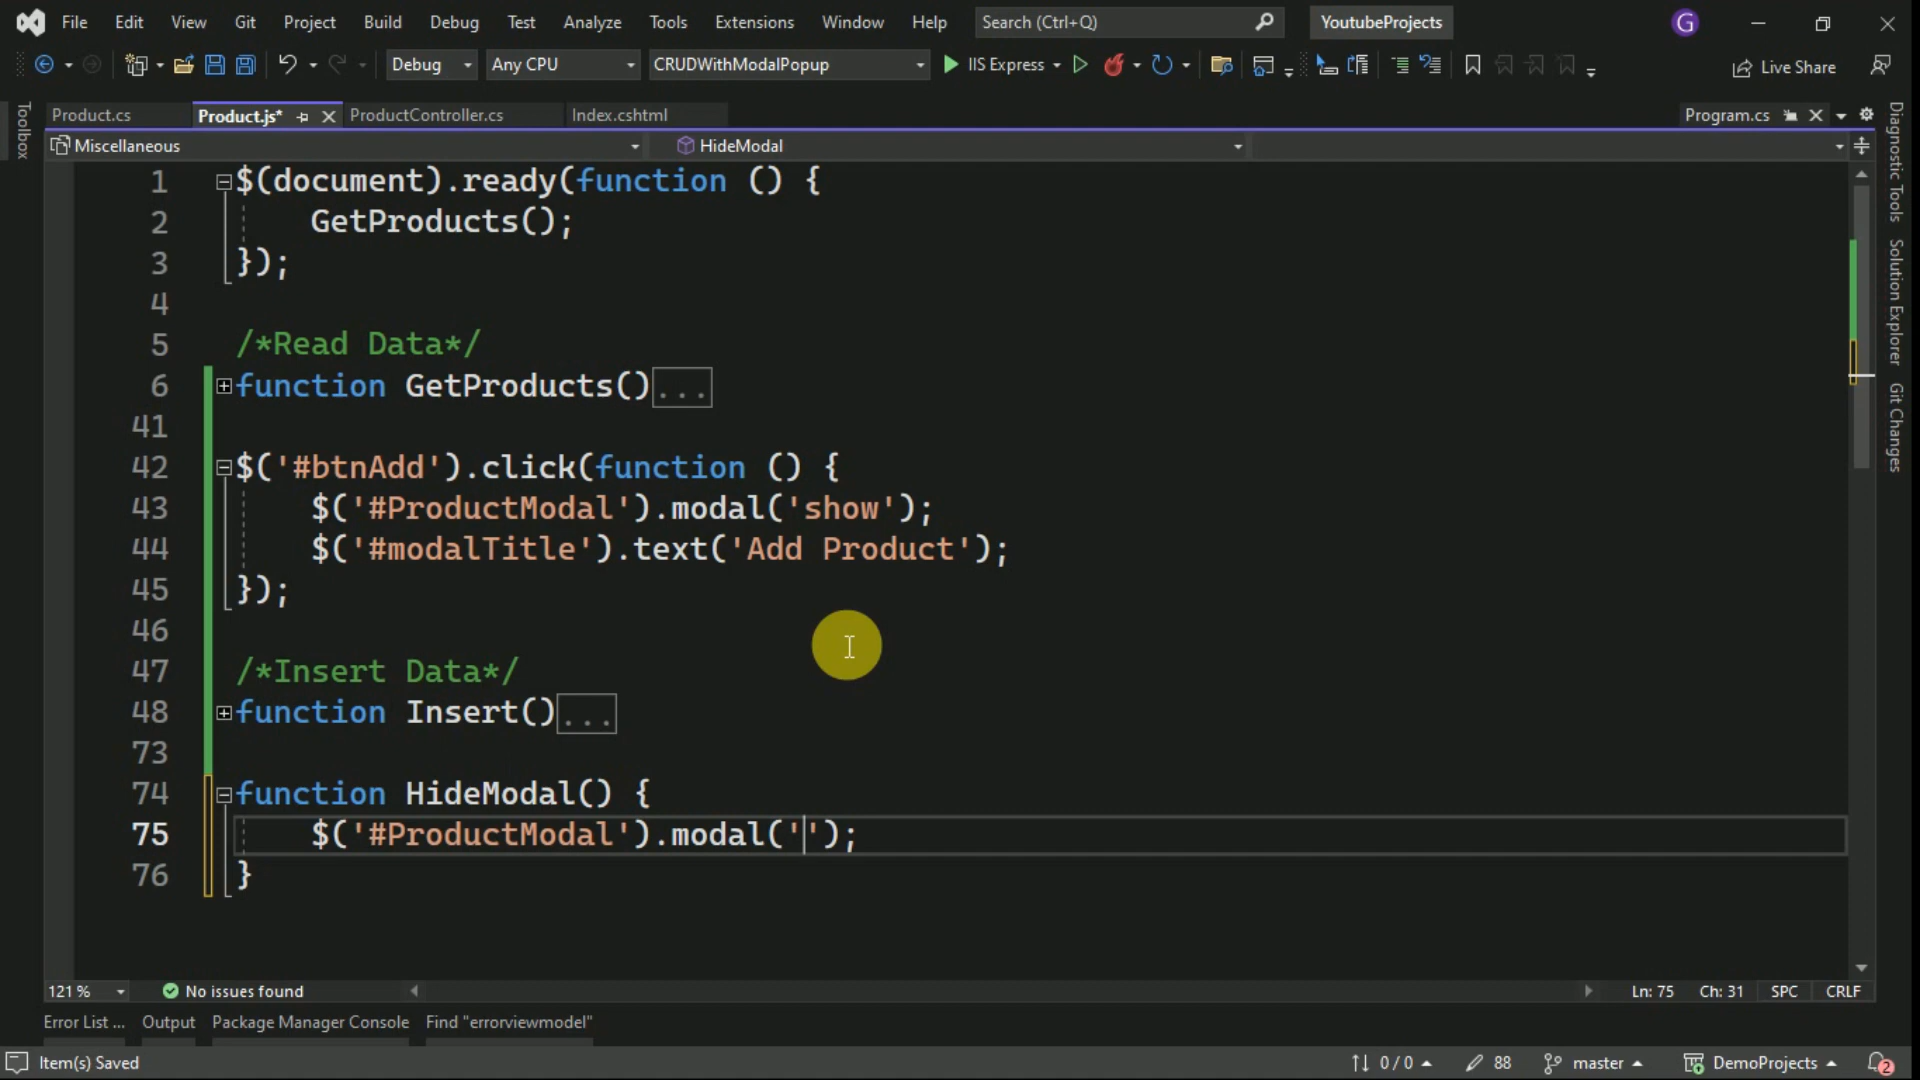 File Edit View Git Project Build Debug Test Analyze Tools Extensions Window Help Search (Ctrl+Q) YoutubeProjects G
Debug Any CPU CRUDWithModalPopup IIS Express Live Share
Toolbox
Product.cs Product.js* ProductController.cs Index.cshtml Program.cs
Miscellaneous HideModal
1 $(document).ready(function () {
2 GetProducts();
3 });
4
5 /*Read Data*/
6 function GetProducts()...
41
42 $('#btnAdd').click(function () {
43 $('#ProductModal').modal('show');
44 $('#modalTitle').text('Add Product');
45 });
46
47 /*Insert Data*/
48 function Insert()...
73
74 function HideModal() {
75 $('#ProductModal').modal('');
76 }
Diagnostic Tools
Solution Explorer
Git Changes
121 % No issues found Ln: 75 Ch: 31 SPC CRLF
Error List ... Output Package Manager Console Find "errorviewmodel"
Item(s) Saved 0 / 0 88 master DemoProjects 2